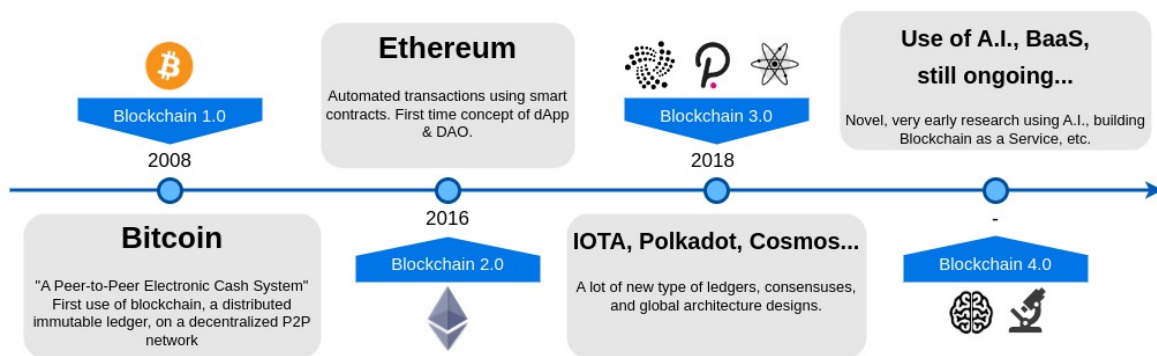 Blockchain 1.0
2008
Bitcoin
"A Peer-to-Peer Electronic Cash System"
First use of blockchain, a distributed
immutable ledger, on a decentralized P2P
network
Ethereum
Automated transactions using smart
contracts. First time concept of dApp
& DAO.
2016
Blockchain 2.0
Blockchain 3.0
2018
IOTA, Polkadot, Cosmos...
A lot of new type of ledgers, consensuses,
and global architecture designs.
Use of A.I., BaaS,
still ongoing...
Novel, very early research using A.I., building
Blockchain as a Service, etc.
-
Blockchain 4.0